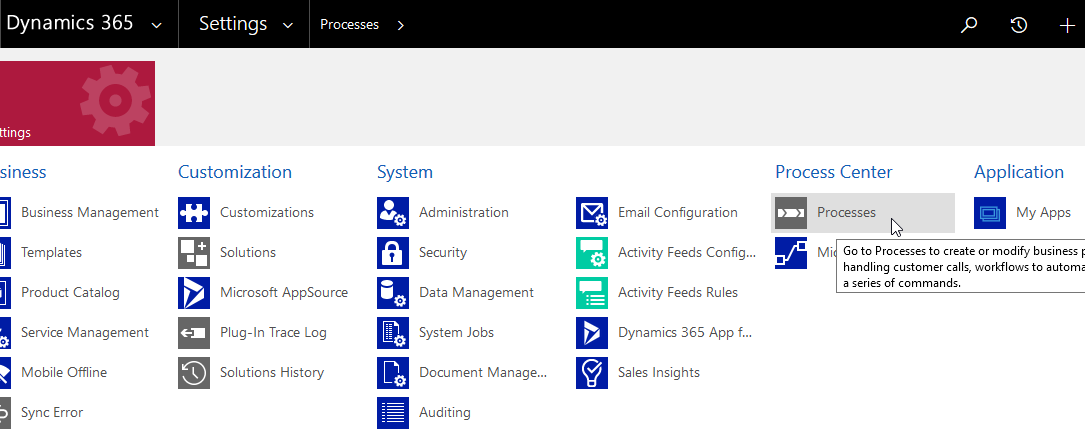 Dynamics 365
Settings
Processes
ttings
siness
Business Management
Templates
Product Catalog
Service Management
Mobile Offline
Sync Error
Customization
Customizations
Solutions
Microsoft AppSource
Plug-In Trace Log
Solutions History
System
Administration
Security
Data Management
System Jobs
Document Manage...
Auditing
Email Configuration
Activity Feeds Config...
Activity Feeds Rules
Dynamics 365 App f...
Sales Insights
Process Center
Processes
Mic
Go to Processes to create or modify business p
handling customer calls, workflows to automa
a series of commands.
Application
My Apps